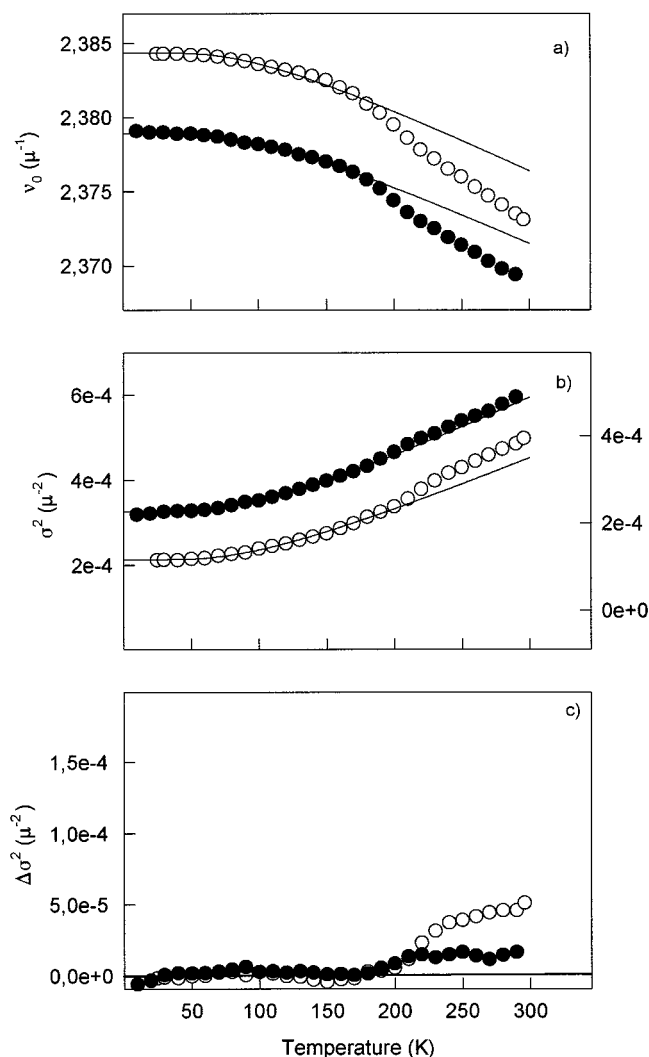 a)
2,385
2,380
2,375
2,370
ν₀ (μ⁻¹)
b)
6e-4
4e-4
2e-4
σ² (μ⁻²)
4e-4
2e-4
0e+0
c)
1,5e-4
1,0e-4
5,0e-5
0,0e+0
Δσ² (μ⁻²)
50 100 150 200 250 300
Temperature (K)